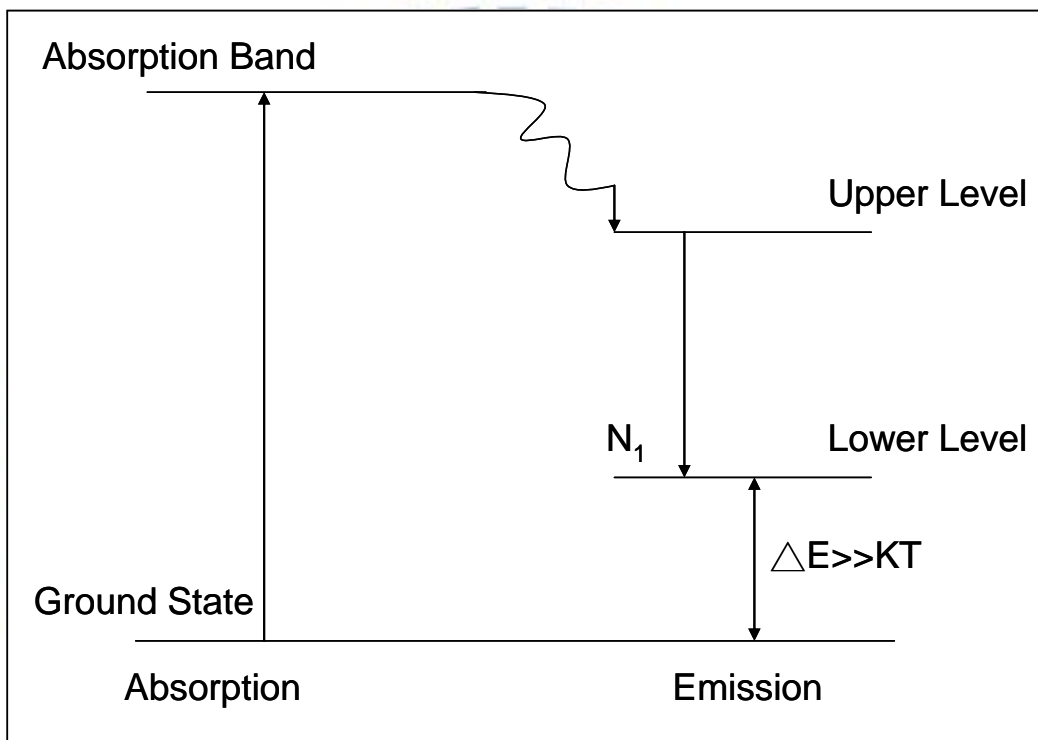 Absorption Band
Upper Level
N₁ Lower Level
△E>>KT
Ground State
Absorption Emission